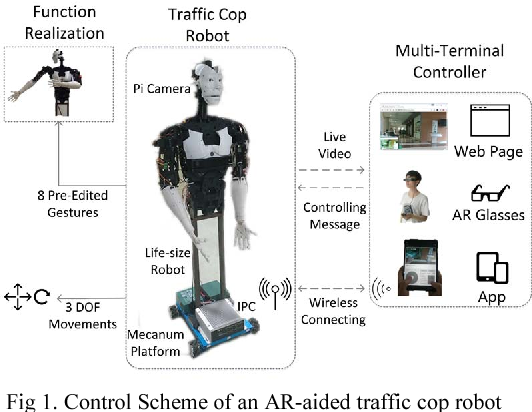 Function
Realization
Traffic Cop
Robot
Multi-Terminal
Controller
Pi Camera
Live
Video
Web Page
8 Pre-Edited
Gestures
Controlling
Message
AR Glasses
Life-size
Robot
IPC
3 DOF
Movements
Wireless
Connecting
App
Mecanum
Platform
Fig 1. Control Scheme of an AR-aided traffic cop robot